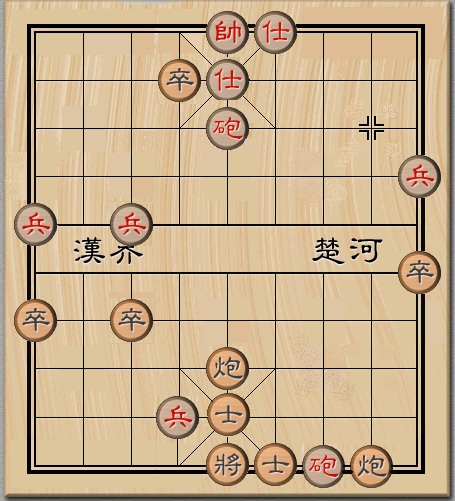 帥 仕
卒 仕
砲
兵
兵 兵
漢界 楚河
卒
卒 卒
炮
兵 士
將 士 砲 炮